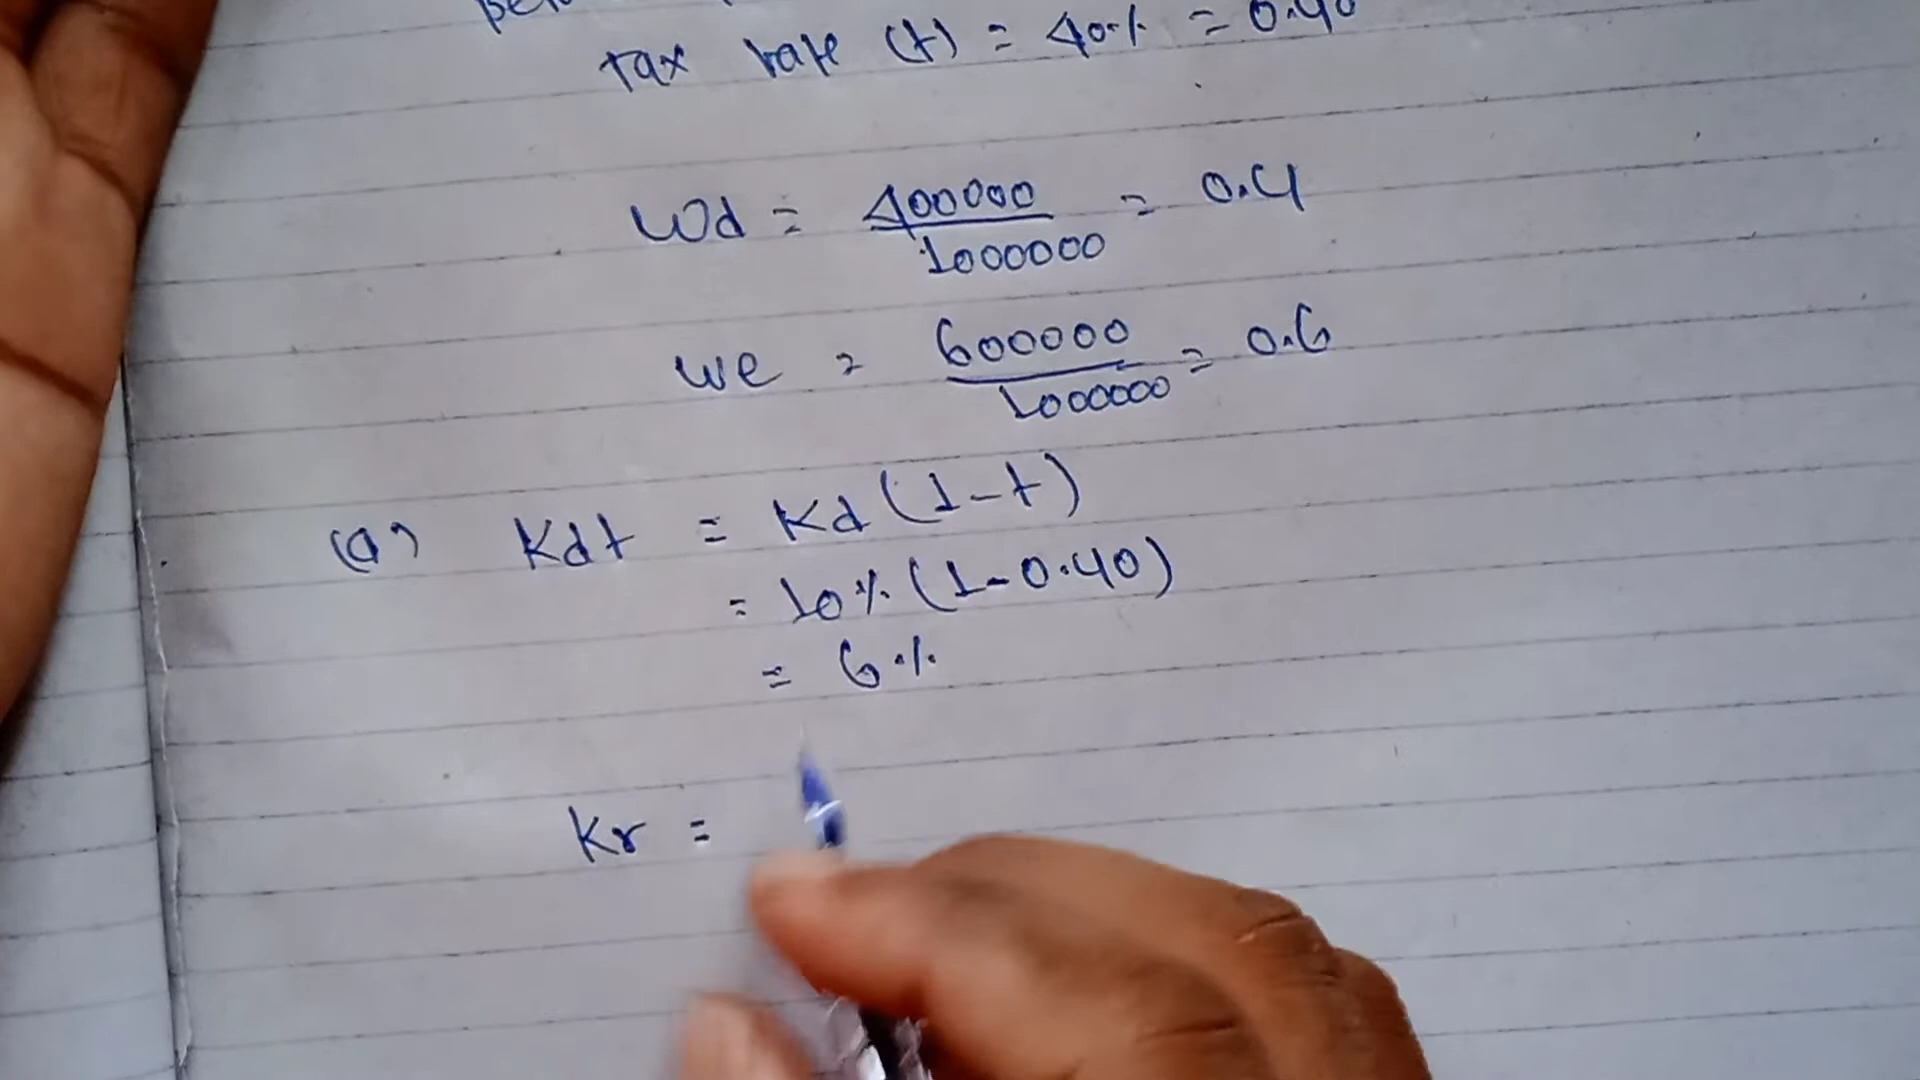 tax rate (t) = 40% = 0.40
Wd = 400000 / 1000000 = 0.4
We = 600000 / 1000000 = 0.6
(a) Kdt = Kd (1-t)
= 10% (1-0.40)
= 6%
Kr =